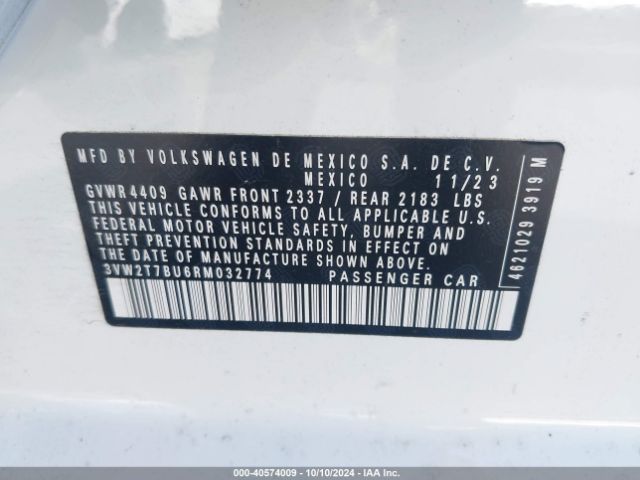 MFD BY VOLKSWAGEN DE MEXICO S.A. DE C.V.
MEXICO 11/23
GVWR 4409 GAWR FRONT 2337 / REAR 2183 LBS
THIS VEHICLE CONFORMS TO ALL APPLICABLE U.S.
FEDERAL MOTOR VEHICLE SAFETY, BUMPER AND
THEFT PREVENTION STANDARDS IN EFFECT ON
THE DATE OF MANUFACTURE SHOWN ABOVE.
3VW2T7BU6RM032774 PASSENGER CAR
4621029 3919 M
000-40574009 - 10/10/2024 - IAA Inc.